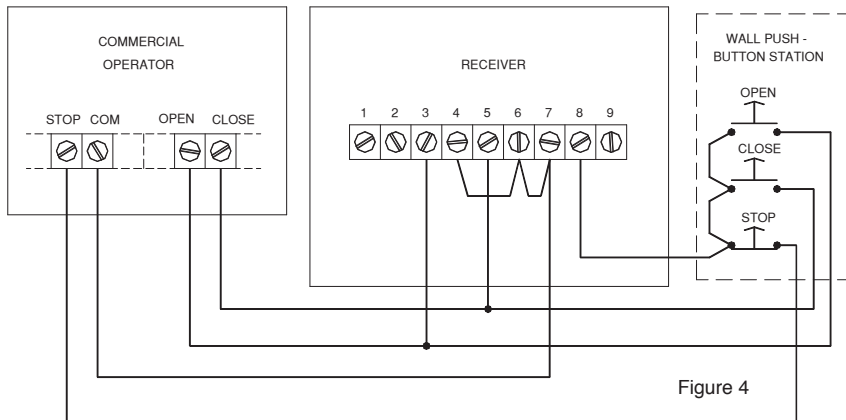 COMMERCIAL
OPERATOR
STOP COM OPEN CLOSE
RECEIVER
1 2 3 4 5 6 7 8 9
WALL PUSH -
BUTTON STATION
OPEN
CLOSE
STOP
Figure 4